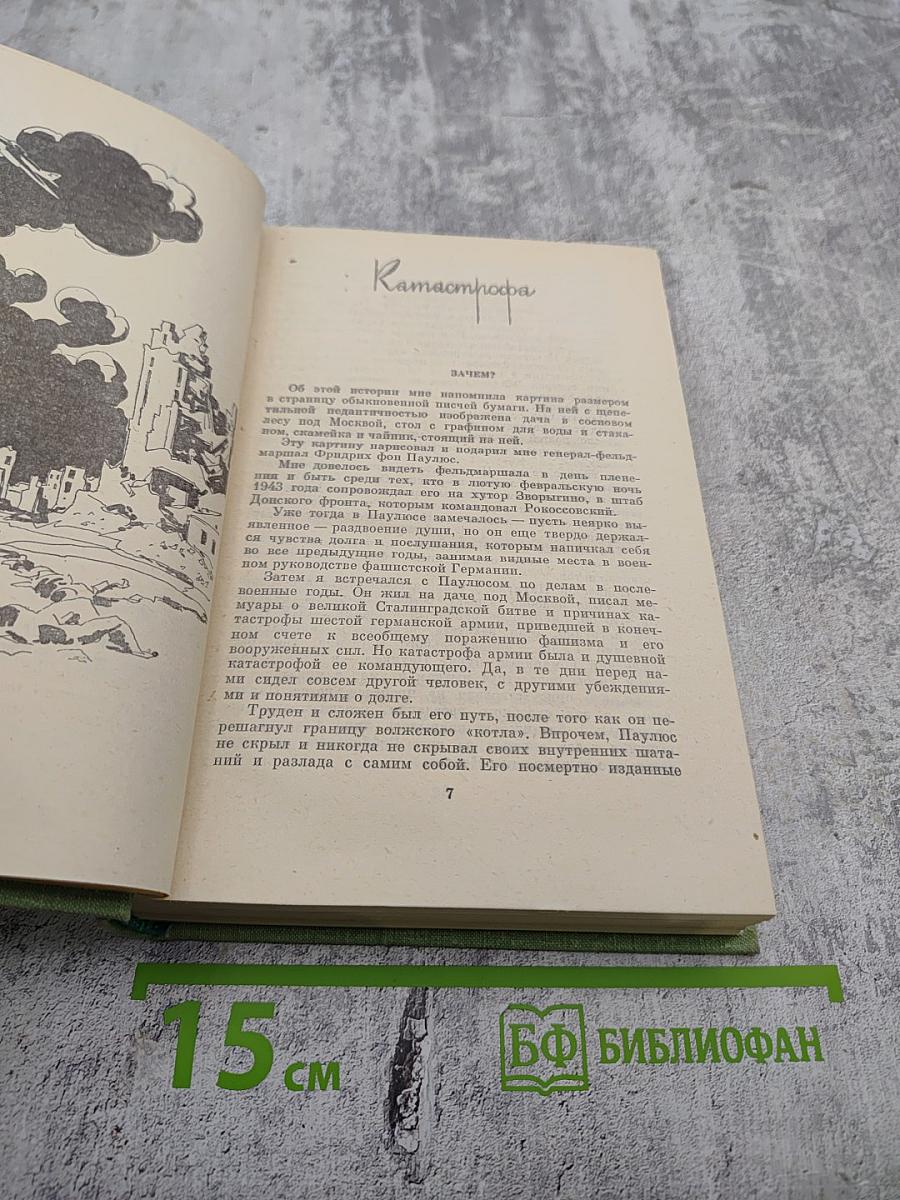 Катастрофа
ЗАЧЕМ?
Об этой истории мне напомнила картина размером
в страницу обыкновенной писчей бумаги. На ней с щепе-
тильной педантичностью изображена дача в сосновом
лесу под Москвой, стол с графином для воды и стака-
ном, скамейка и чайник, стоящий на ней.
Эту картину нарисовал и подарил мне генерал-фельд-
маршал Фридрих фон Паулюс.
Мне довелось видеть фельдмаршала в день плене-
ния и быть среди тех, кто в лютую февральскую ночь
1943 года сопровождал его на хутор Зворыгино, в штаб
Донского фронта, которым командовал Рокоссовский.
Уже тогда в Паулюсе замечалось — пусть неярко вы-
явленное — раздвоение души, но он еще твердо держал-
ся чувства долга и послушания, которым напичкал себя
во все предыдущие годы, занимая видные места в воен-
ном руководстве фашистской Германии.
Затем я встречался с Паулюсом по делам в после-
военные годы. Он жил на даче под Москвой, писал ме-
муары о великой Сталинградской битве и причинах ка-
тастрофы шестой германской армии, приведшей в конеч-
ном счете к всеобщему поражению фашизма и его
вооруженных сил. Но катастрофа армии была и душевной
катастрофой ее командующего. Да, в те дни перед на-
ми сидел совсем другой человек, с другими убеждения-
ми и понятиями о долге.
Труден и сложен был его путь, после того как он пе-
решагнул границу волжского «котла». Впрочем, Паулюс
не скрыл и никогда не скрывал своих внутренних шата-
ний и разлада с самим собой. Его посмертно изданные
7
15 см
БФ БИБЛИОФАН